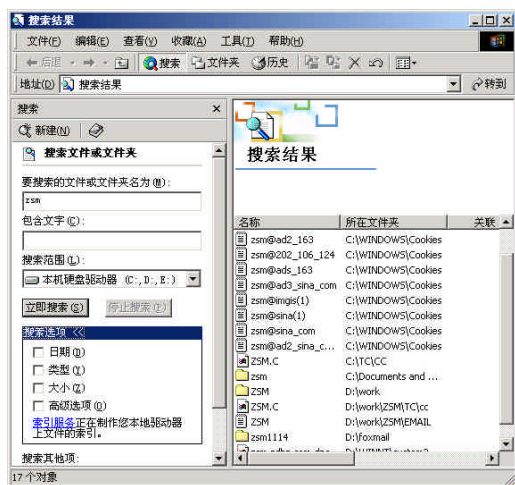 搜索结果
文件(F) 编辑(E) 查看(V) 收藏(A) 工具(T) 帮助(H)
后退 搜索 文件夹 历史
地址(D) 搜索结果 转到
搜索
新建(N)
搜索文件或文件夹
要搜索的文件或文件夹名为(M):
zsm
包含文字(C):
搜索范围(L):
本机硬盘驱动器 (C:,D:,E:)
立即搜索(S) 停止搜索(P)
搜索选项 <<
日期(D)
类型(Y)
大小(Z)
高级选项(O)
索引服务正在制作您本地驱动器
上文件的索引。
搜索其他项:
搜索结果
名称 所在文件夹 关联
zsm@ad2_163 C:\WINDOWS\Cookies
zsm@202_106_124 C:\WINDOWS\Cookies
zsm@ads_163 C:\WINDOWS\Cookies
zsm@ad3_sina_com C:\WINDOWS\Cookies
zsm@imgis(1) C:\WINDOWS\Cookies
zsm@sina(1) C:\WINDOWS\Cookies
zsm@sina_com C:\WINDOWS\Cookies
zsm@ad2_sina_c... C:\WINDOWS\Cookies
ZSM.C C:\TC\CC
zsm C:\Documents and ...
ZSM D:\work
ZSM.C D:\work\ZSM\TC\cc
ZSM D:\work\ZSM\EMAIL
zsm1114 D:\foxmail
17 个对象